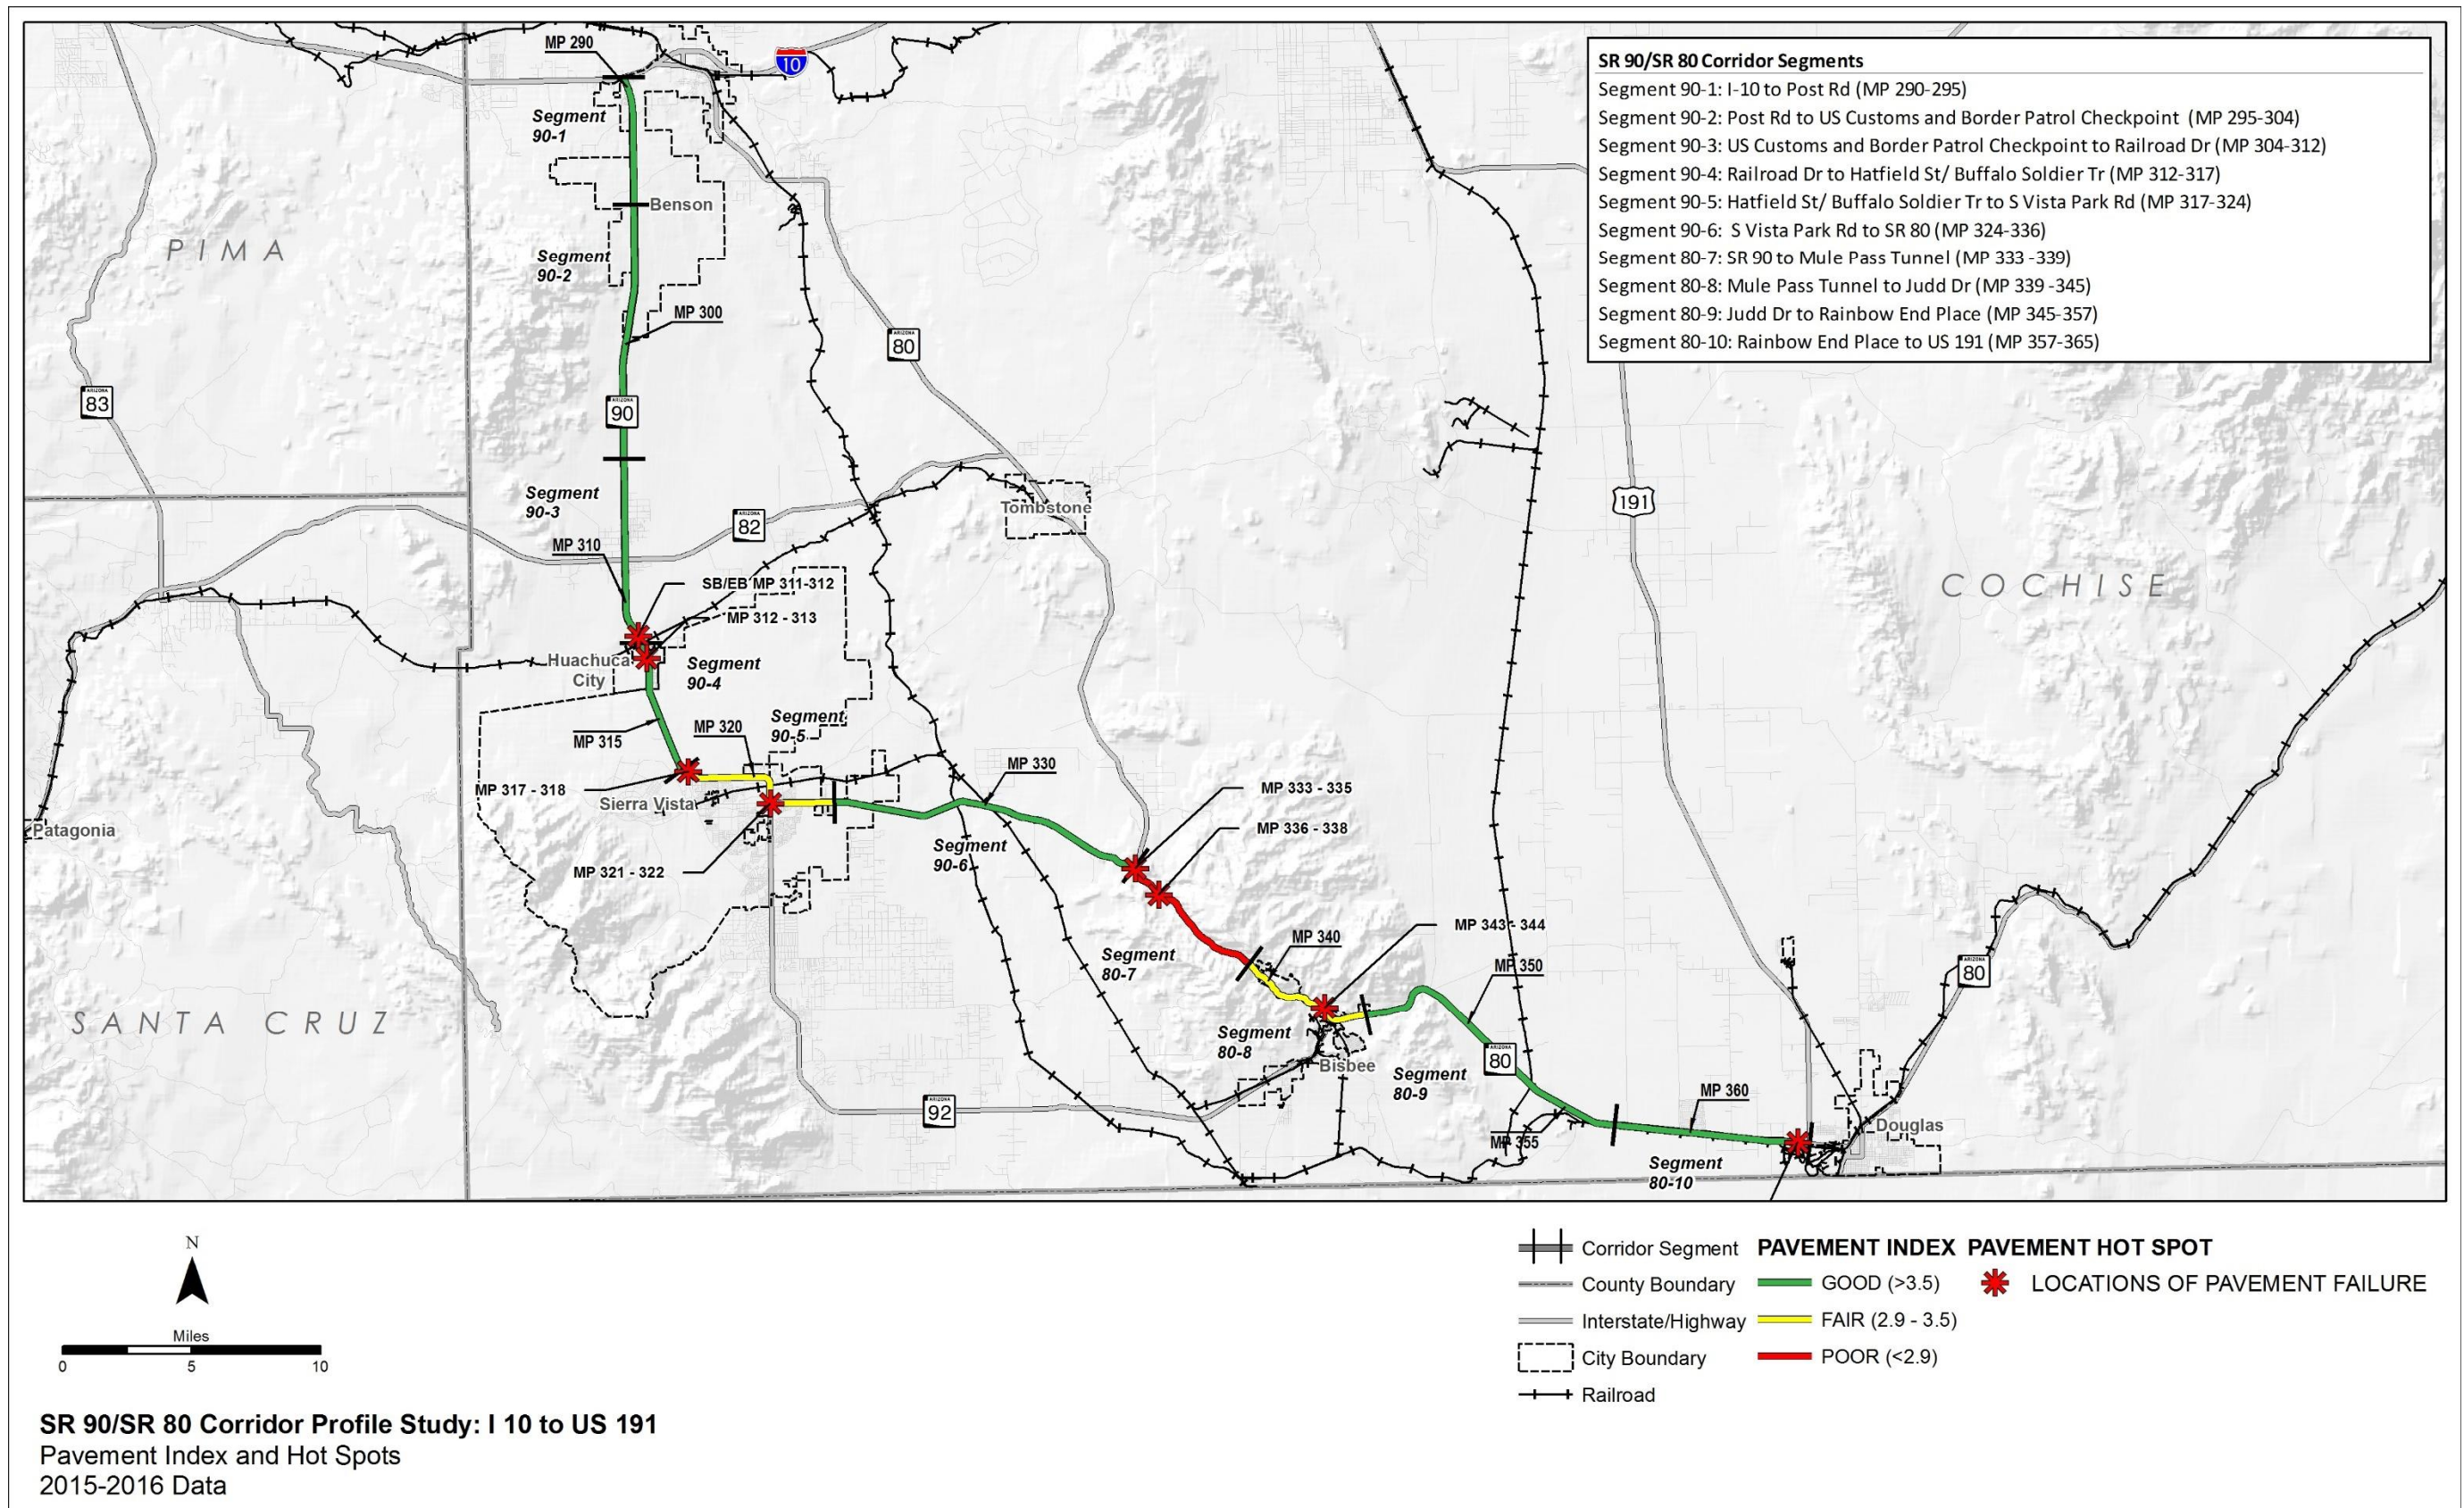 SR 90/SR 80 Corridor Segments
Segment 90-1: I-10 to Post Rd (MP 290-295)
Segment 90-2: Post Rd to US Customs and Border Patrol Checkpoint (MP 295-304)
Segment 90-3: US Customs and Border Patrol Checkpoint to Railroad Dr (MP 304-312)
Segment 90-4: Railroad Dr to Hatfield St/ Buffalo Soldier Tr (MP 312-317)
Segment 90-5: Hatfield St/ Buffalo Soldier Tr to S Vista Park Rd (MP 317-324)
Segment 90-6: S Vista Park Rd to SR 80 (MP 324-336)
Segment 80-7: SR 90 to Mule Pass Tunnel (MP 333 -339)
Segment 80-8: Mule Pass Tunnel to Judd Dr (MP 339 -345)
Segment 80-9: Judd Dr to Rainbow End Place (MP 345-357)
Segment 80-10: Rainbow End Place to US 191 (MP 357-365)
MP 290
10
Segment
90-1
Benson
PIMA
Segment
90-2
MP 300
ARIZONA
80
ARIZONA
83
ARIZONA
90
Segment
90-3
Tombstone
191
ARIZONA
82
MP 310
SB/EB MP 311-312
COCHISE
MP 312 - 313
Huachuca
City
Segment
90-4
Segment
90-5
MP 320
MP 315
MP 330
MP 317 - 318
Sierra Vista
MP 333 - 335
Patagonia
MP 336 - 338
Segment
90-6
MP 321 - 322
MP 343 - 344
MP 340
Segment
80-7
MP 350
ARIZONA
80
SANTA CRUZ
Segment
80-8
Bisbee
ARIZONA
80
Segment
80-9
MP 360
ARIZONA
92
Douglas
MP 355
Segment
80-10
N
Miles
0 5 10
Corridor Segment
County Boundary
Interstate/Highway
City Boundary
Railroad
PAVEMENT INDEX
GOOD (>3.5)
FAIR (2.9 - 3.5)
POOR (<2.9)
PAVEMENT HOT SPOT
LOCATIONS OF PAVEMENT FAILURE
SR 90/SR 80 Corridor Profile Study: I 10 to US 191
Pavement Index and Hot Spots
2015-2016 Data